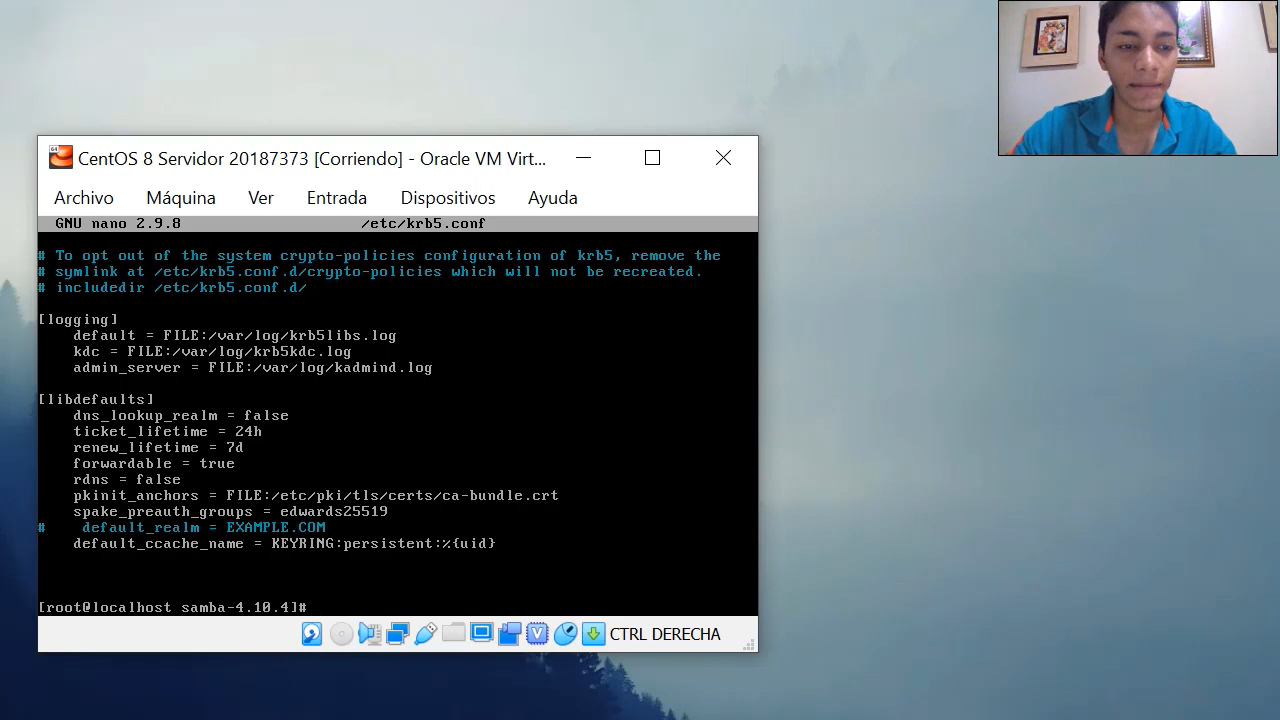 64
CentOS 8 Servidor 20187373 [Corriendo] - Oracle VM Virt...
Archivo Máquina Ver Entrada Dispositivos Ayuda
GNU nano 2.9.8 /etc/krb5.conf
# To opt out of the system crypto-policies configuration of krb5, remove the
# symlink at /etc/krb5.conf.d/crypto-policies which will not be recreated.
# includedir /etc/krb5.conf.d/
[logging]
default = FILE:/var/log/krb5libs.log
kdc = FILE:/var/log/krb5kdc.log
admin_server = FILE:/var/log/kadmind.log
[libdefaults]
dns_lookup_realm = false
ticket_lifetime = 24h
renew_lifetime = 7d
forwardable = true
rdns = false
pkinit_anchors = FILE:/etc/pki/tls/certs/ca-bundle.crt
spake_preauth_groups = edwards25519
# default_realm = EXAMPLE.COM
default_ccache_name = KEYRING:persistent:%{uid}
[root@localhost samba-4.10.4]#
CTRL DERECHA